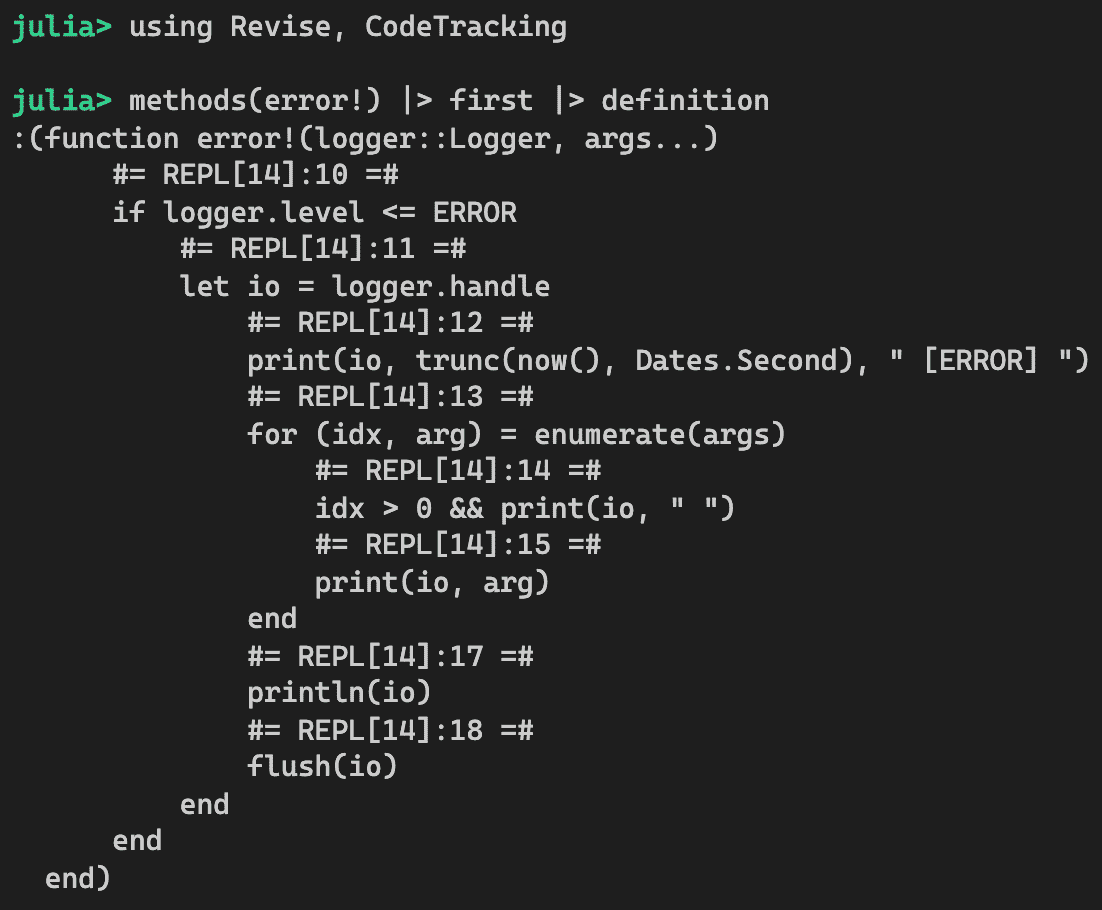 julia> using Revise, CodeTracking

julia> methods(error!) |> first |> definition
:(function error!(logger::Logger, args...)
      #= REPL[14]:10 =#
      if logger.level <= ERROR
          #= REPL[14]:11 =#
          let io = logger.handle
              #= REPL[14]:12 =#
              print(io, trunc(now(), Dates.Second), " [ERROR] ")
              #= REPL[14]:13 =#
              for (idx, arg) = enumerate(args)
                  #= REPL[14]:14 =#
                  idx > 0 && print(io, " ")
                  #= REPL[14]:15 =#
                  print(io, arg)
              end
              #= REPL[14]:17 =#
              println(io)
              #= REPL[14]:18 =#
              flush(io)
          end
      end
  end)